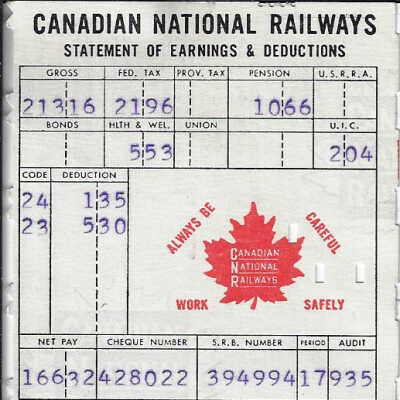 CANADIAN NATIONAL RAILWAYS
STATEMENT OF EARNINGS & DEDUCTIONS
GROSS FED. TAX PROV. TAX PENSION U.S.R.R.A.
21316 2196 1066
BONDS HLTH & WEL. UNION U.I.C.
553 204
CODE DEDUCTION
24 135
23 530
ALWAYS BE CAREFUL
CANADIAN
NATIONAL
RAILWAYS
CNR
WORK SAFELY
NET PAY CHEQUE NUMBER S.R.B. NUMBER PERIOD AUDIT
16632 428022 394994 17 935